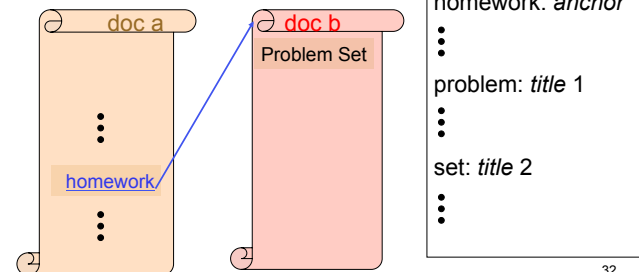 doc a
homework
doc b
Problem Set
homework: anchor
problem: title 1
set: title 2
32